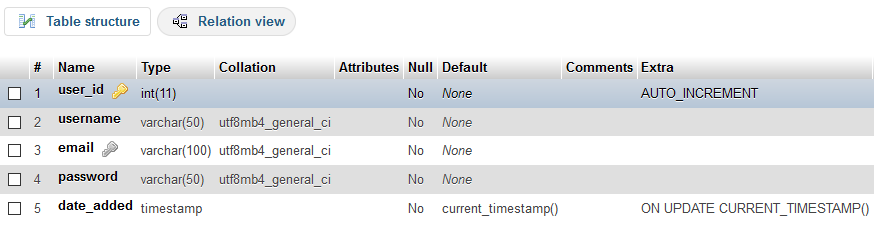 Table structure Relation view
# Name Type Collation Attributes Null Default Comments Extra
1 user_id int(11) No None AUTO_INCREMENT
2 username varchar(50) utf8mb4_general_ci No None
3 email varchar(100) utf8mb4_general_ci No None
4 password varchar(50) utf8mb4_general_ci No None
5 date_added timestamp No current_timestamp() ON UPDATE CURRENT_TIMESTAMP()